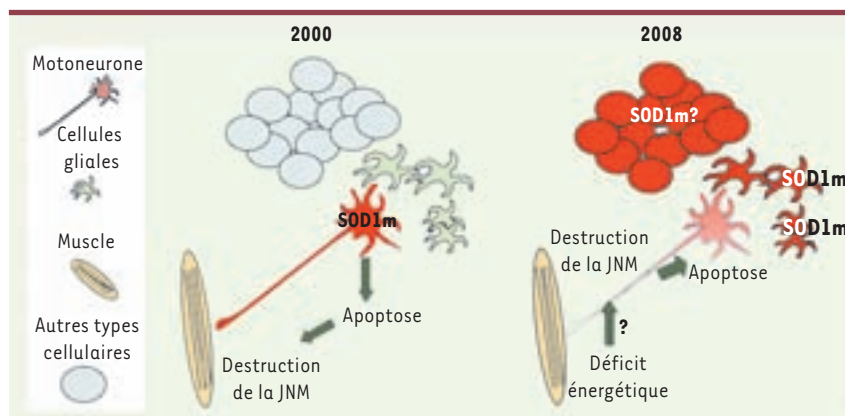 2000
2008
Motoneurone
Cellules
gliales
Muscle
Autres types
cellulaires
SOD1m
Apoptose
Destruction
de la JNM
SOD1m?
SOD1m
SOD1m
Destruction
de la JNM
Apoptose
?
Déficit
énergétique